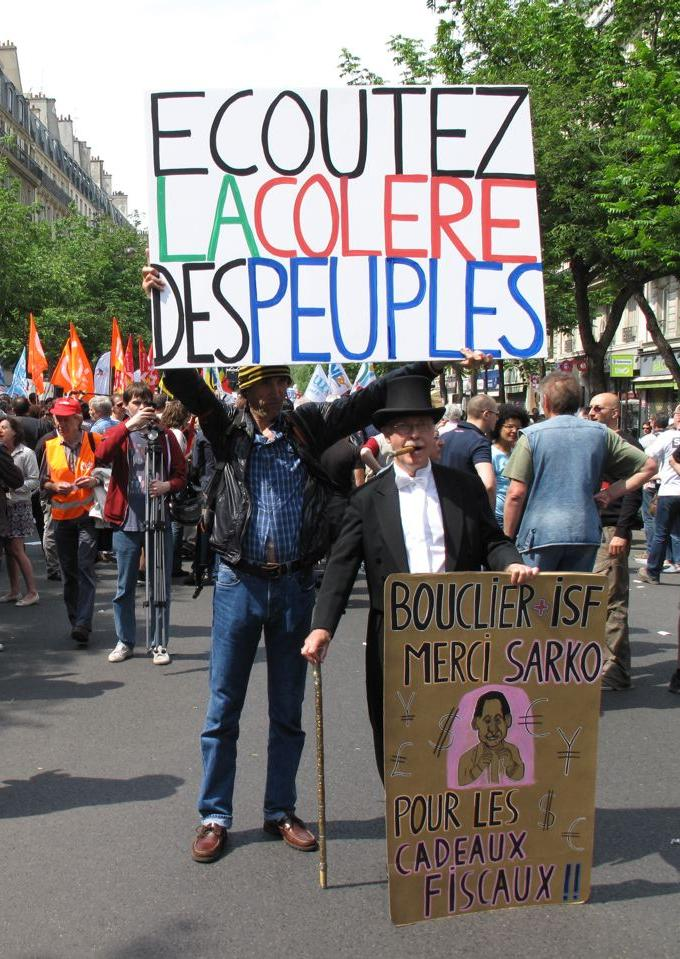 ECOUTEZ
LA COLERE
DES PEUPLES
BOUCLIER + ISF
MERCI SARKO
¥ $ € ¥
£
POUR LES $
CADEAUX €
FISCAUX !!